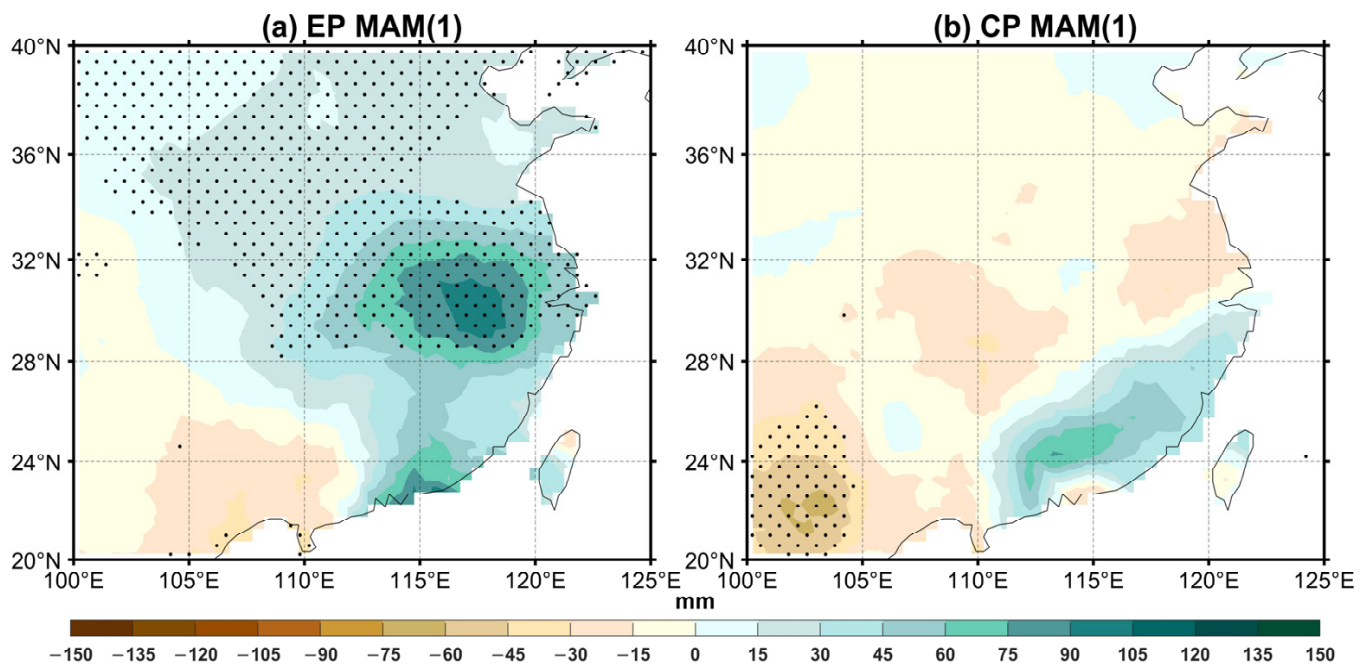 (a) EP MAM(1) (b) CP MAM(1)
40°N 40°N
36°N 36°N
32°N 32°N
28°N 28°N
24°N 24°N
20°N 20°N
100°E 105°E 110°E 115°E 120°E 125°E 100°E 105°E 110°E 115°E 120°E 125°E
mm
−150 −135 −120 −105 −90 −75 −60 −45 −30 −15 0 15 30 45 60 75 90 105 120 135 150